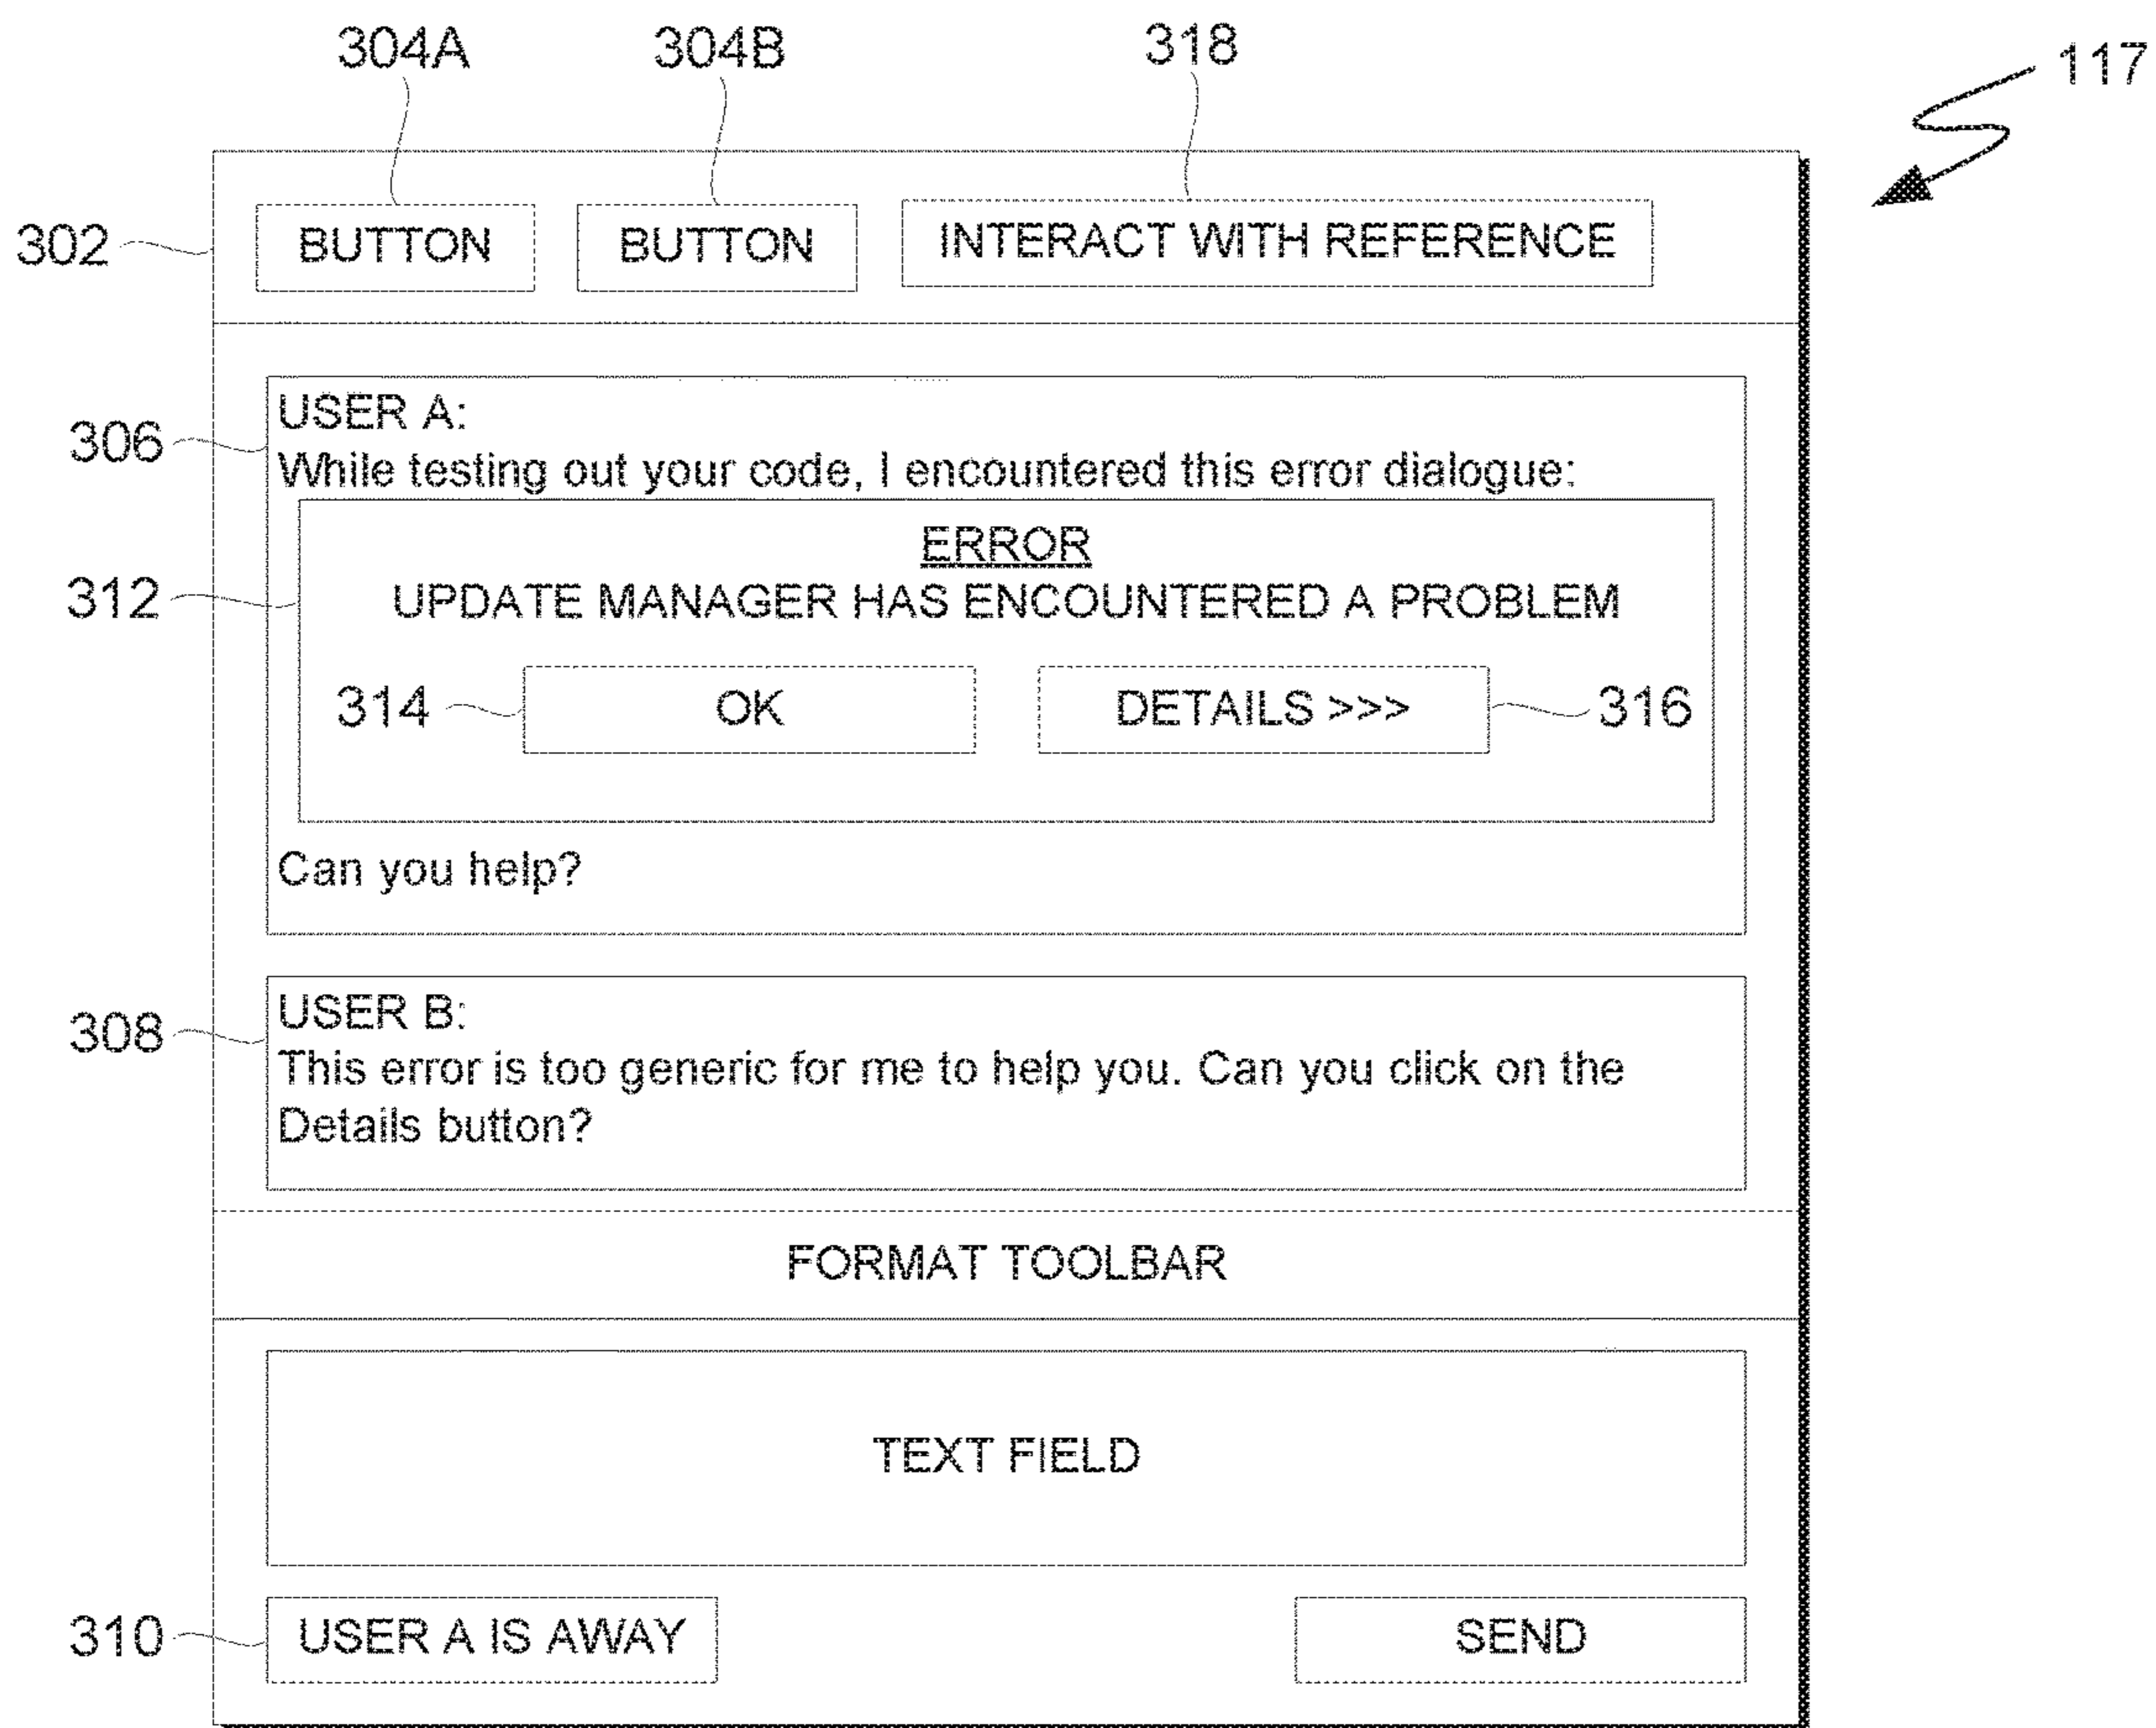 304A 304B 318 117
302 BUTTON BUTTON INTERACT WITH REFERENCE
USER A:
306
While testing out your code, I encountered this error dialogue:
ERROR
312 UPDATE MANAGER HAS ENCOUNTERED A PROBLEM
314 OK DETAILS >>> 316
Can you help?
USER B:
308
This error is too generic for me to help you. Can you click on the
Details button?
FORMAT TOOLBAR
TEXT FIELD
310 USER A IS AWAY SEND